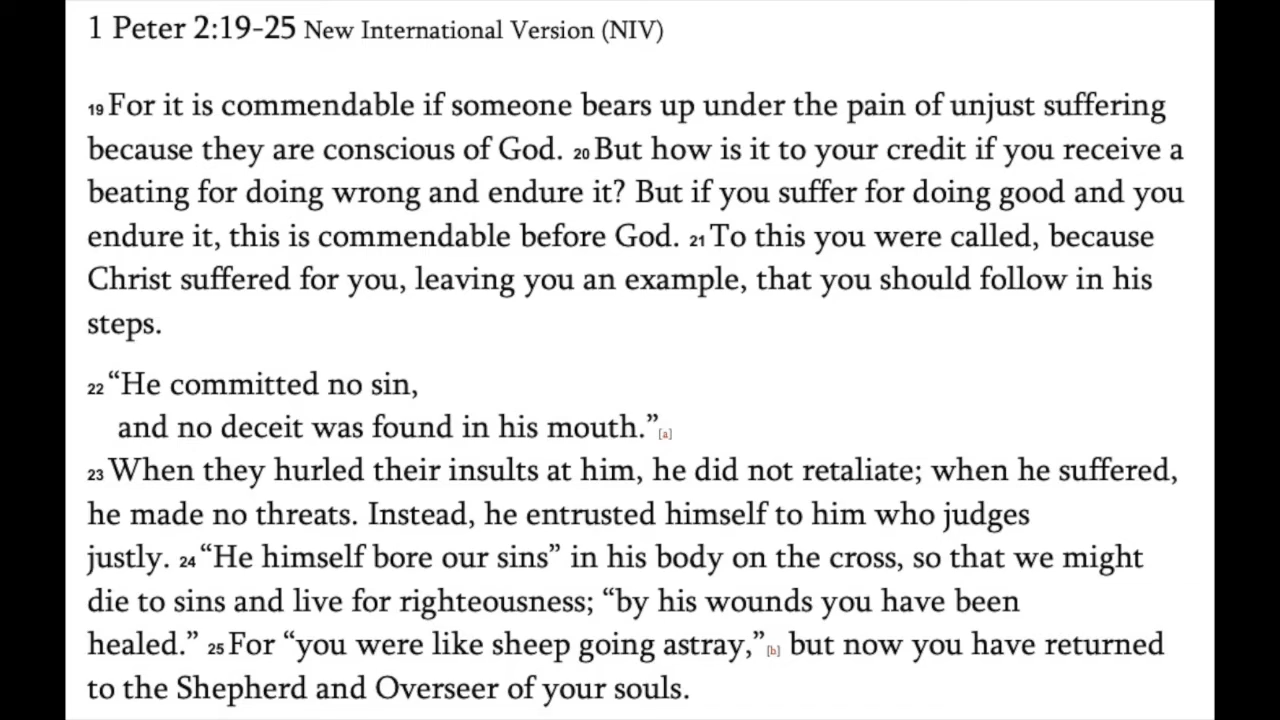 1 Peter 2:19-25 New International Version (NIV)
19 For it is commendable if someone bears up under the pain of unjust suffering
because they are conscious of God. 20 But how is it to your credit if you receive a
beating for doing wrong and endure it? But if you suffer for doing good and you
endure it, this is commendable before God. 21 To this you were called, because
Christ suffered for you, leaving you an example, that you should follow in his
steps.
22 “He committed no sin,
and no deceit was found in his mouth.”[a]
23 When they hurled their insults at him, he did not retaliate; when he suffered,
he made no threats. Instead, he entrusted himself to him who judges
justly. 24 “He himself bore our sins” in his body on the cross, so that we might
die to sins and live for righteousness; “by his wounds you have been
healed.” 25 For “you were like sheep going astray,”[b] but now you have returned
to the Shepherd and Overseer of your souls.